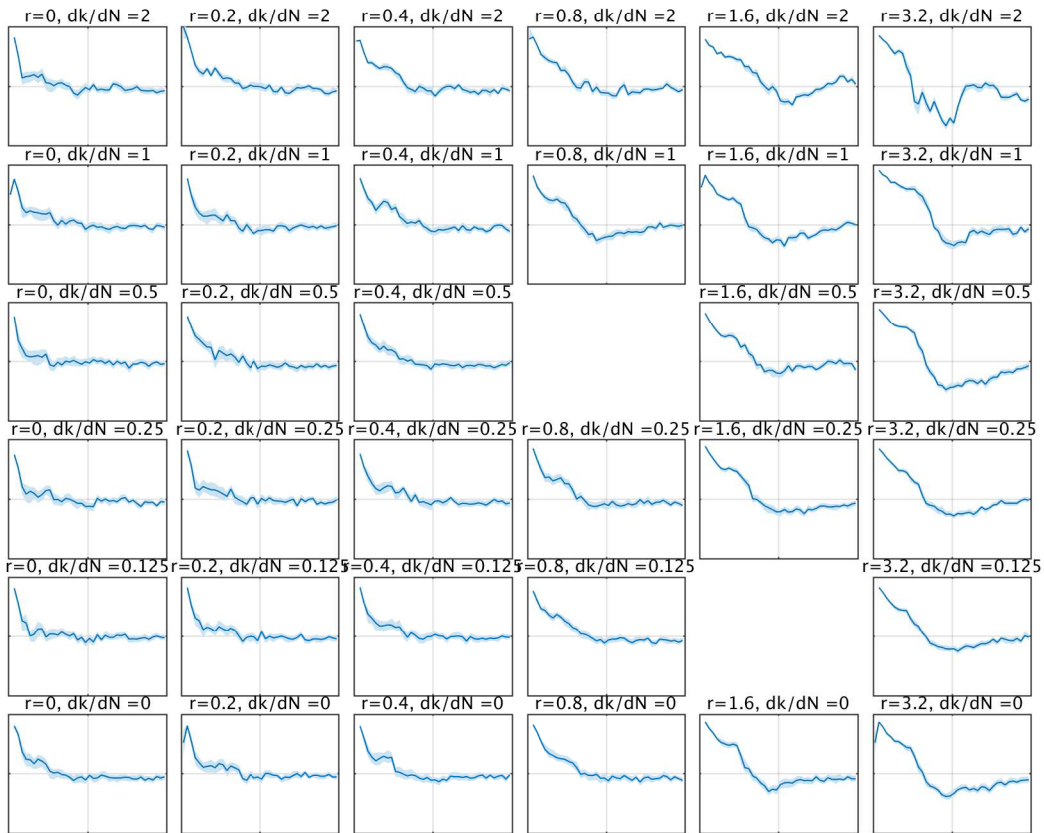 r=0, dk/dN =2 r=0.2, dk/dN =2 r=0.4, dk/dN =2 r=0.8, dk/dN =2 r=1.6, dk/dN =2 r=3.2, dk/dN =2
r=0, dk/dN =1 r=0.2, dk/dN =1 r=0.4, dk/dN =1 r=0.8, dk/dN =1 r=1.6, dk/dN =1 r=3.2, dk/dN =1
r=0, dk/dN =0.5 r=0.2, dk/dN =0.5 r=0.4, dk/dN =0.5 r=1.6, dk/dN =0.5 r=3.2, dk/dN =0.5
r=0, dk/dN =0.25 r=0.2, dk/dN =0.25 r=0.4, dk/dN =0.25 r=0.8, dk/dN =0.25 r=1.6, dk/dN =0.25 r=3.2, dk/dN =0.25
r=0, dk/dN =0.125 r=0.2, dk/dN =0.125 r=0.4, dk/dN =0.125 r=0.8, dk/dN =0.125 r=3.2, dk/dN =0.125
r=0, dk/dN =0 r=0.2, dk/dN =0 r=0.4, dk/dN =0 r=0.8, dk/dN =0 r=1.6, dk/dN =0 r=3.2, dk/dN =0